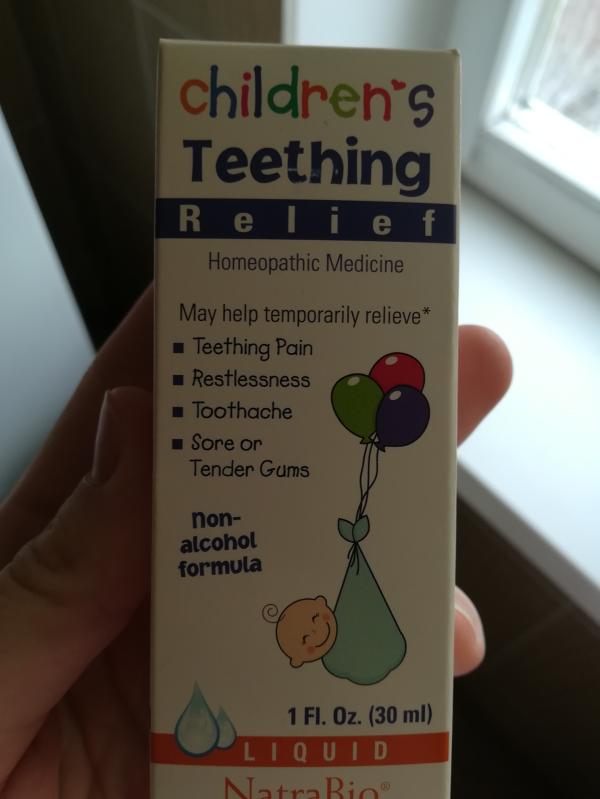 children's
Teething
Relief
Homeopathic Medicine
May help temporarily relieve*
■ Teething Pain
■ Restlessness
■ Toothache
■ Sore or
Tender Gums
Non-
alcohol
formula
1 Fl. Oz. (30 ml)
LIQUID
NatraBio®